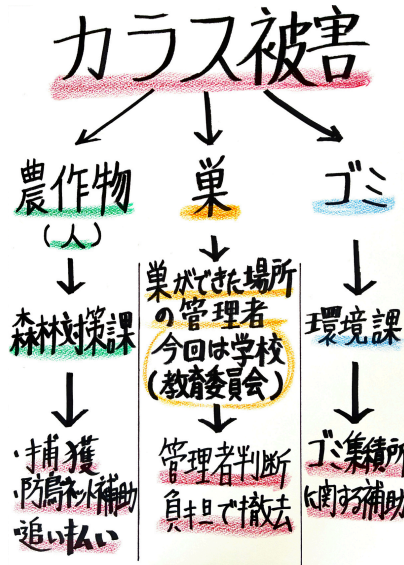 カラス被害
農作物
(人)
森林対策課
・捕獲
・防鳥ネット補助
・追い払い
巣
巣ができた場所
の管理者
今回は学校
(教育委員会)
管理者判断
負担で撤去
ゴミ
環境課
ゴミ集積所
に関する補助